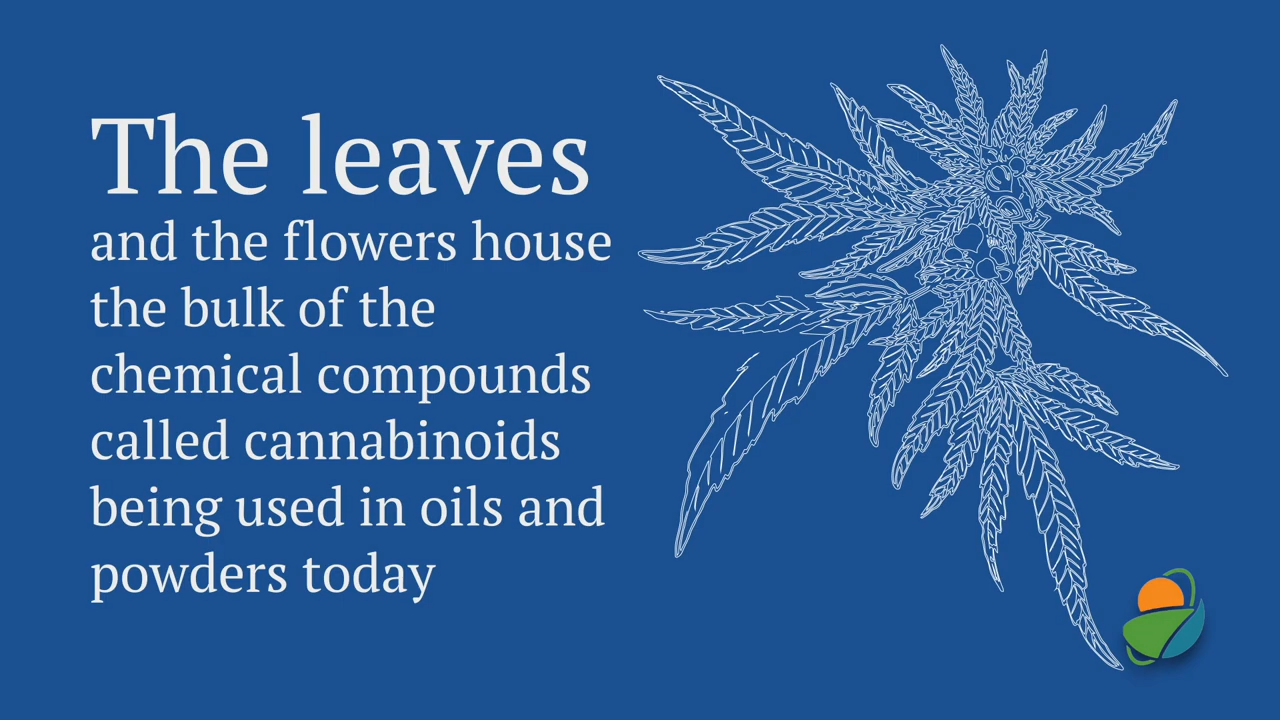 The leaves
and the flowers house
the bulk of the
chemical compounds
called cannabinoids
being used in oils and
powders today